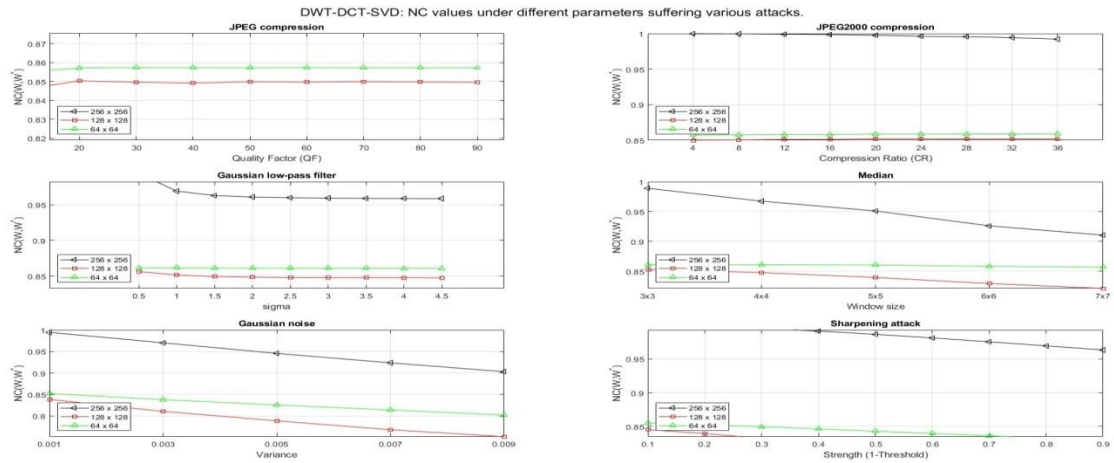 DWT-DCT-SVD: NC values under different parameters suffering various attacks.
JPEG compression
NC(W,W*)
0.87
0.86
0.85
0.84
0.83
0.82
256 x 256
128 x 128
64 x 64
20 30 40 50 60 70 80 90
Quality Factor (QF)
JPEG2000 compression
NC(W,W*)
1
0.95
0.9
0.85
256 x 256
128 x 128
64 x 64
4 8 12 16 20 24 28 32 36
Compression Ratio (CR)
Gaussian low-pass filter
NC(W,W*)
0.95
0.9
0.85
256 x 256
128 x 128
64 x 64
0.5 1 1.5 2 2.5 3 3.5 4 4.5
sigma
Median
NC(W,W*)
1
0.95
0.9
0.85
256 x 256
128 x 128
64 x 64
3x3 4x4 5x5 6x6 7x7
Window size
Gaussian noise
NC(W,W*)
1
0.95
0.9
0.85
0.8
256 x 256
128 x 128
64 x 64
0.001 0.003 0.005 0.007 0.009
Variance
Sharpening attack
NC(W,W*)
0.95
0.9
0.85
256 x 256
128 x 128
64 x 64
0.1 0.2 0.3 0.4 0.5 0.6 0.7 0.8 0.9
Strength (1-Threshold)